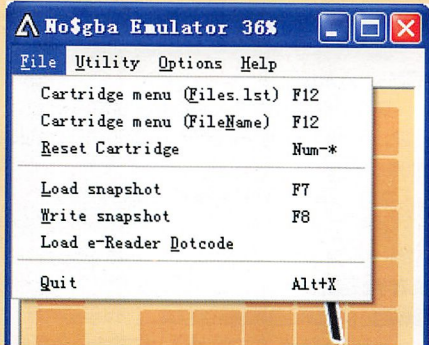 No$gba Emulator 36%
File Utility Options Help
Cartridge menu (Files.lst) F12
Cartridge menu (FileName) F12
Reset Cartridge Num-*
Load snapshot F7
Write snapshot F8
Load e-Reader Dotcode
Quit Alt+X